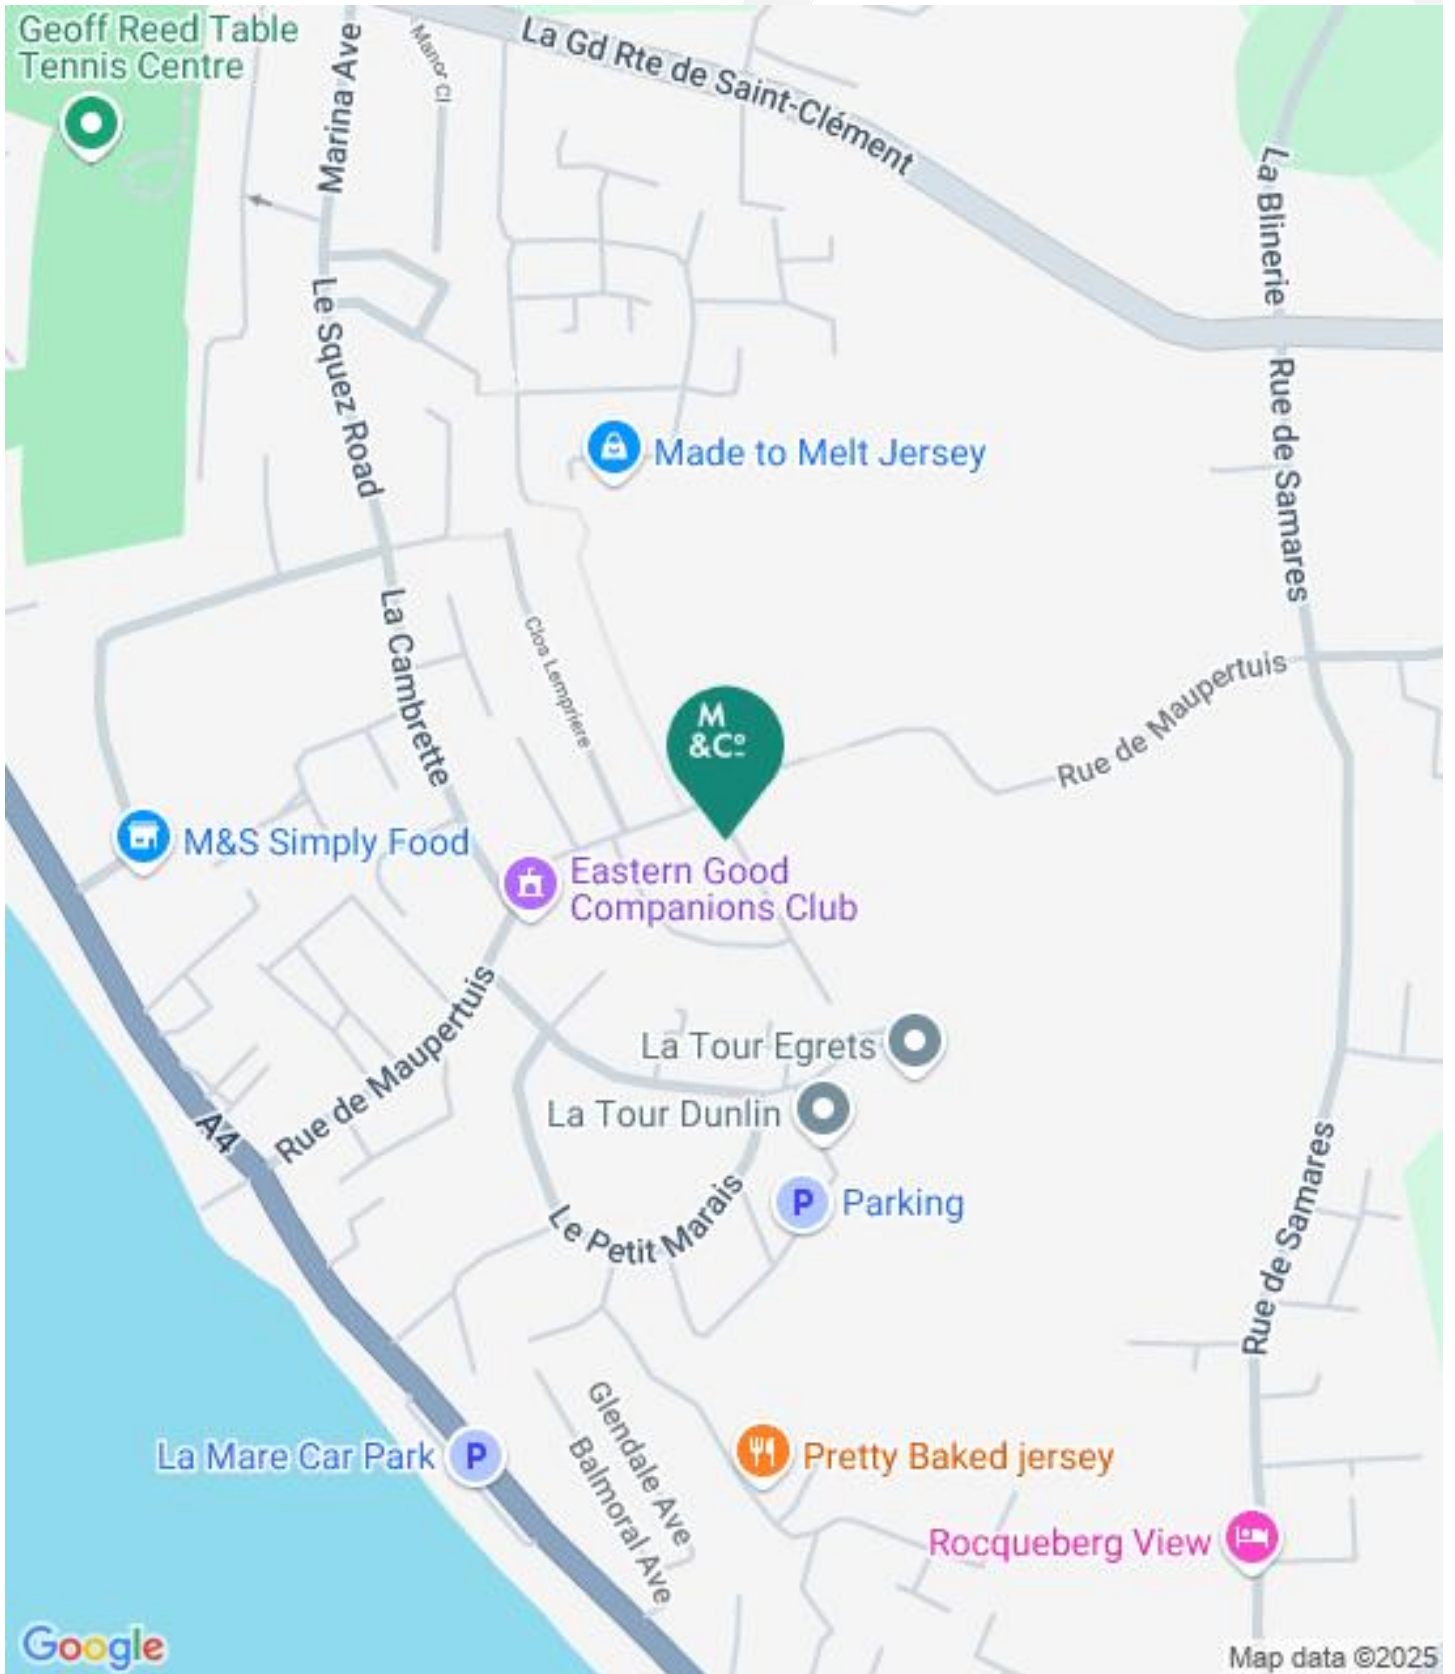 Geoff Reed Table
Tennis Centre
Marina Ave
Manor Cl
La Gd Rte de Saint-Clément
La Blinerie
Le Squez Road
Rue de Samares
Made to Melt Jersey
La Cambrette
Clos Lempriere
Rue de Maupertuis
M
&Cº
M&S Simply Food
Eastern Good
Companions Club
Rue de Maupertuis
La Tour Egrets
La Tour Dunlin
A4
Parking
Le Petit Marais
Rue de Samares
La Mare Car Park
P
P
Glendale Ave
Balmoral Ave
Pretty Baked jersey
Rocqueberg View
Google
Map data ©2025